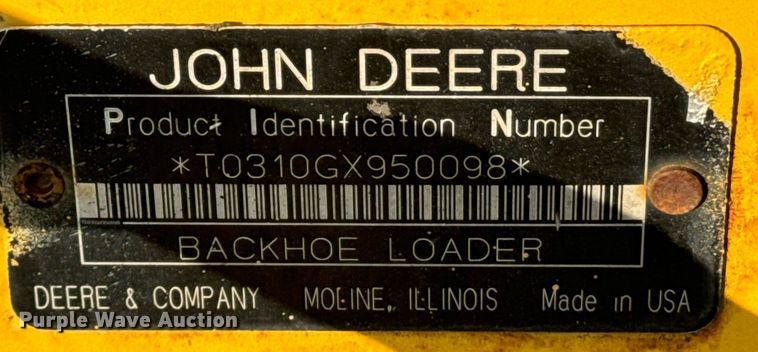 JOHN DEERE
Product Identification Number
*T0310GX950098*
BACKHOE LOADER
DEERE & COMPANY MOLINE, ILLINOIS Made in USA
Purple Wave Auction